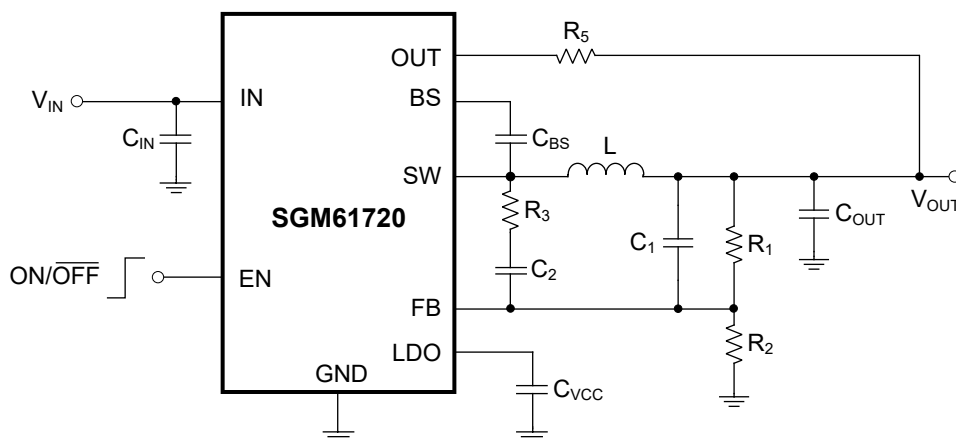 R5
OUT
BS
VIN
IN
CIN
CBS
L
SW
VOUT
SGM61720
R3
COUT
C1
R1
ON/OFF
EN
C2
FB
R2
LDO
GND
CVCC